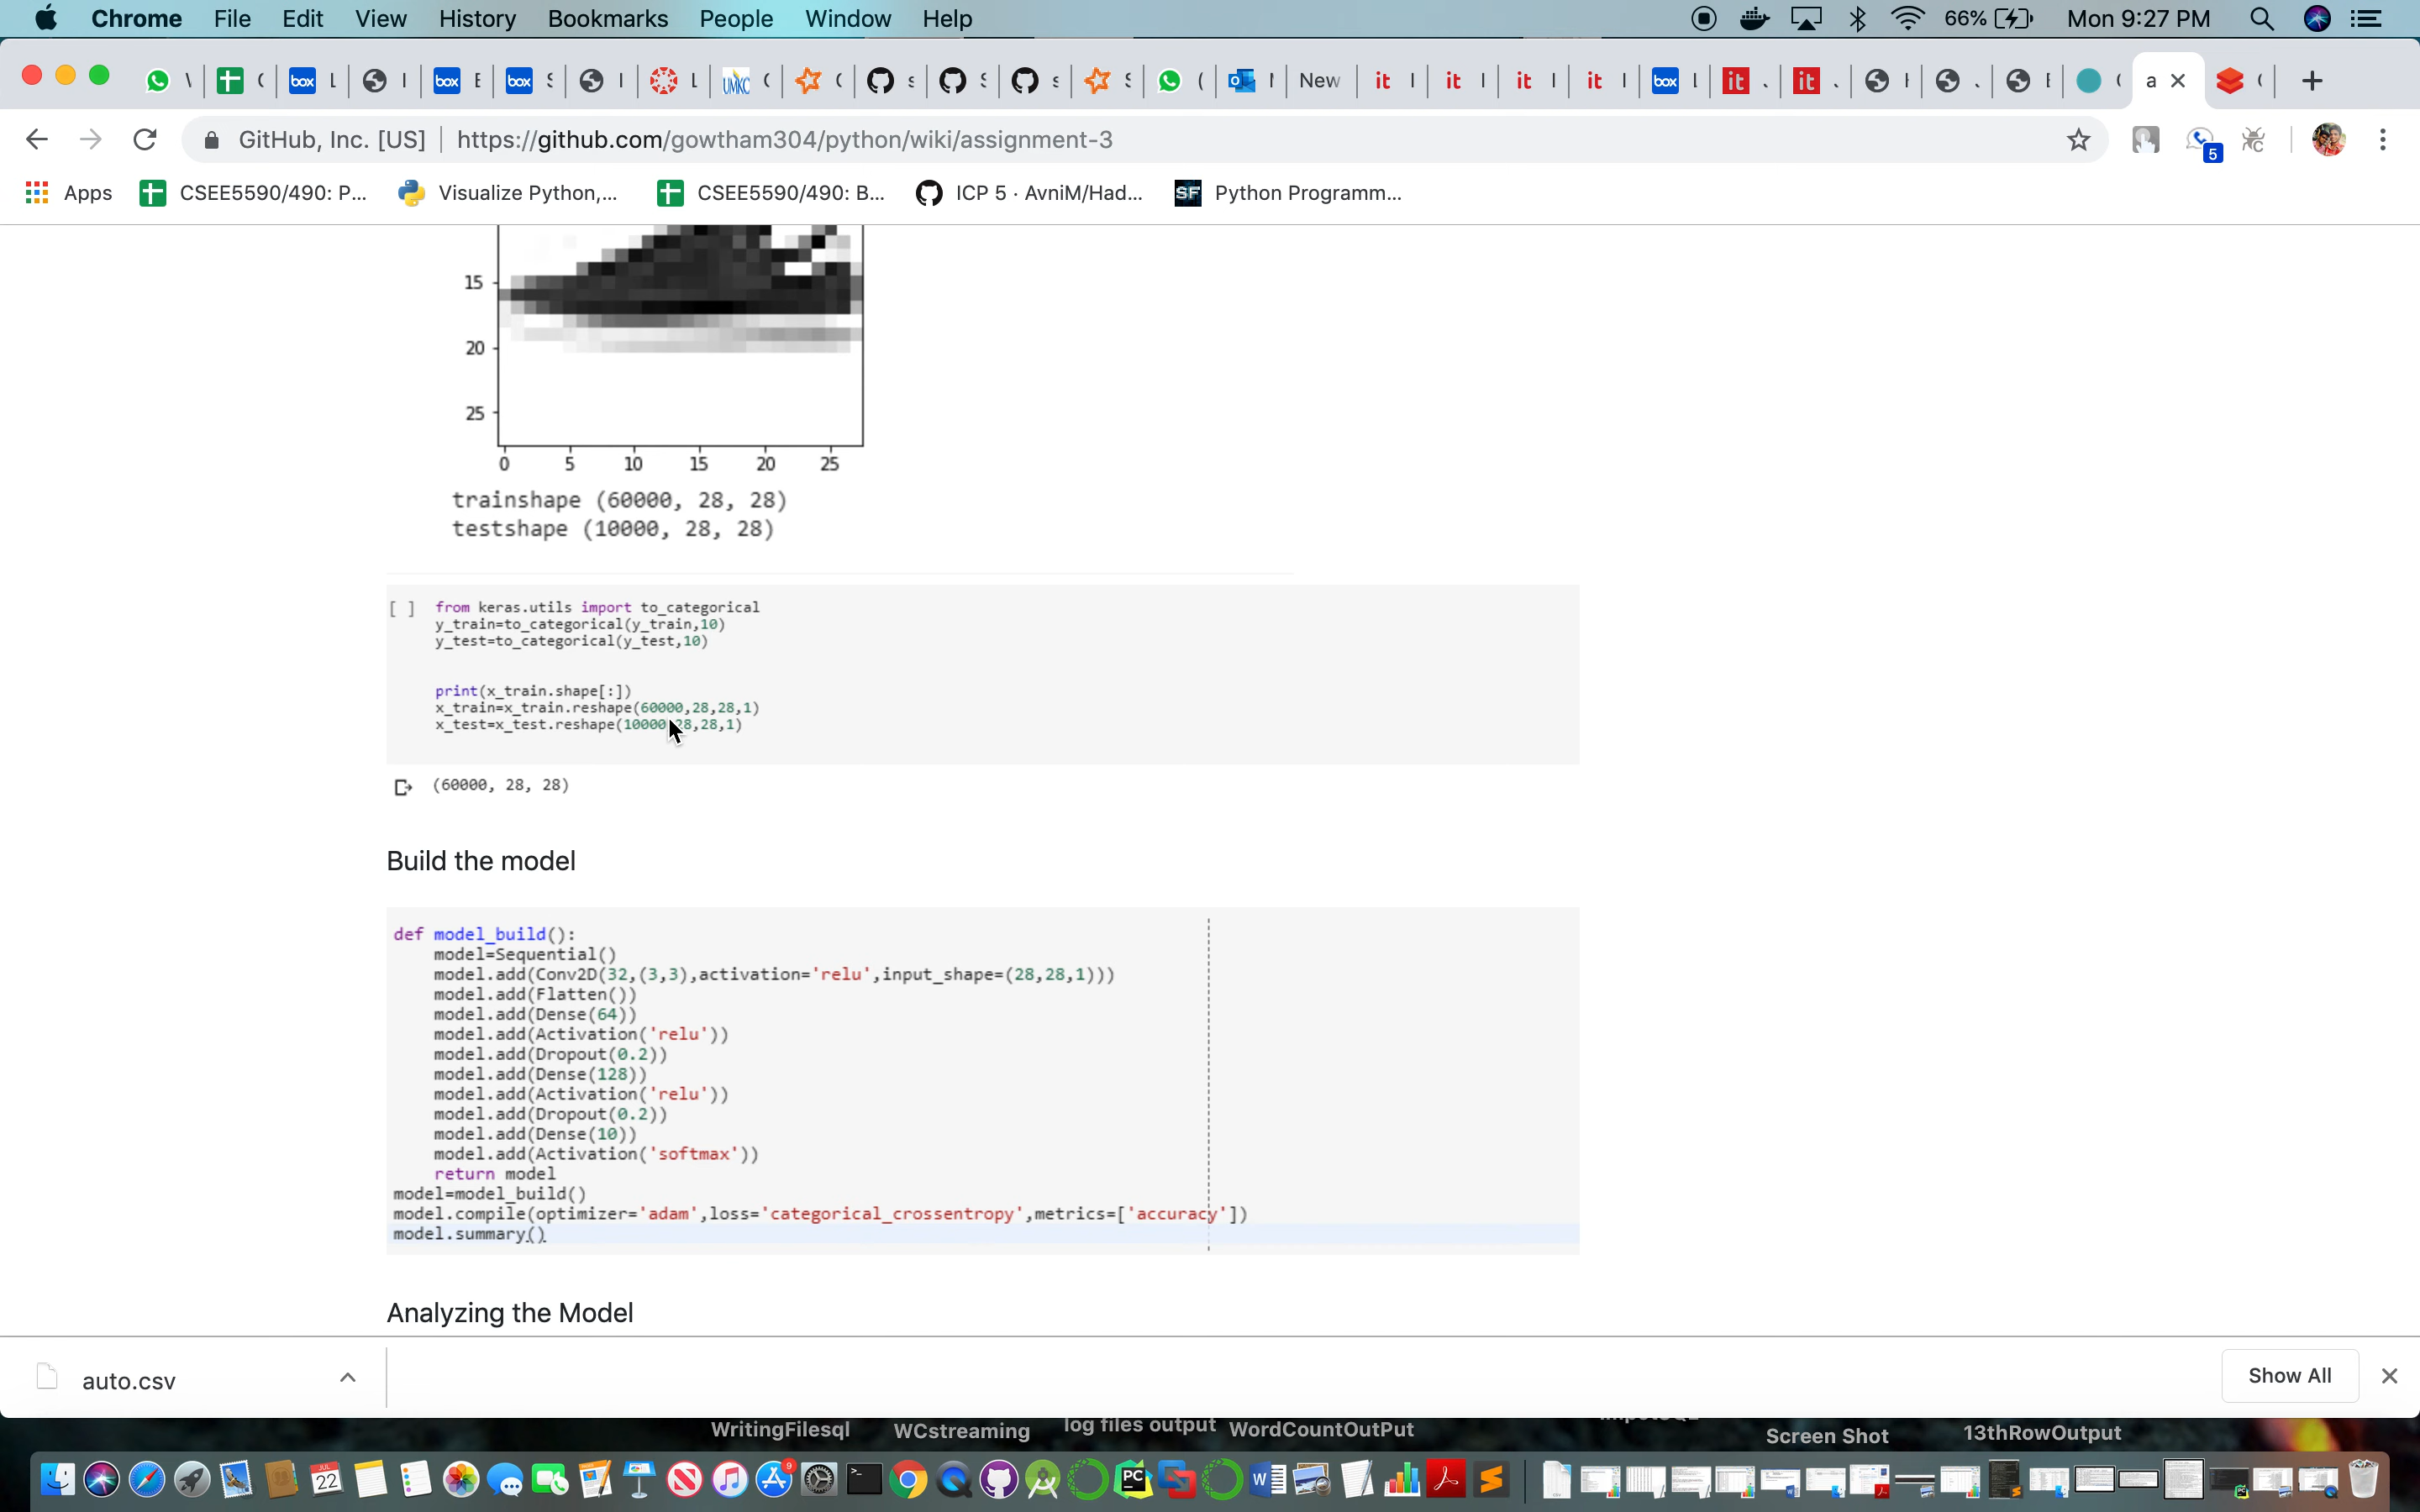 Chrome File Edit View History Bookmarks People Window Help 66% Mon 9:27 PM
New a
GitHub, Inc. [US] https://github.com/gowtham304/python/wiki/assignment-3 5
Apps CSEE5590/490: P... Visualize Python,... CSEE5590/490: B... ICP 5 · AvniM/Had... SF Python Programm...
15
20
25
0 5 10 15 20 25
trainshape (60000, 28, 28)
testshape (10000, 28, 28)
[ ] from keras.utils import to_categorical
y_train=to_categorical(y_train,10)
y_test=to_categorical(y_test,10)
print(x_train.shape[:])
x_train=x_train.reshape(60000,28,28,1)
x_test=x_test.reshape(10000,28,28,1)
(60000, 28, 28)
Build the model
def model_build():
model=Sequential()
model.add(Conv2D(32,(3,3),activation='relu',input_shape=(28,28,1)))
model.add(Flatten())
model.add(Dense(64))
model.add(Activation('relu'))
model.add(Dropout(0.2))
model.add(Dense(128))
model.add(Activation('relu'))
model.add(Dropout(0.2))
model.add(Dense(10))
model.add(Activation('softmax'))
return model
model=model_build()
model.compile(optimizer='adam',loss='categorical_crossentropy',metrics=['accuracy'])
model.summary()
Analyzing the Model
auto.csv Show All
WritingFilesql WCstreaming log files output WordCountOutPut Screen Shot 13thRowOutput
JUL 22 9 PC